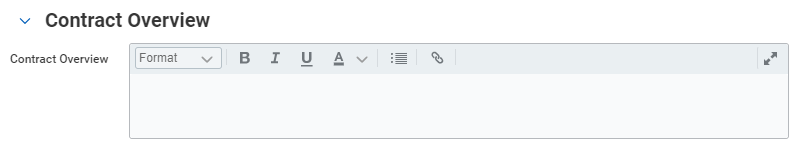 Contract Overview
Contract Overview
Format
B I U A